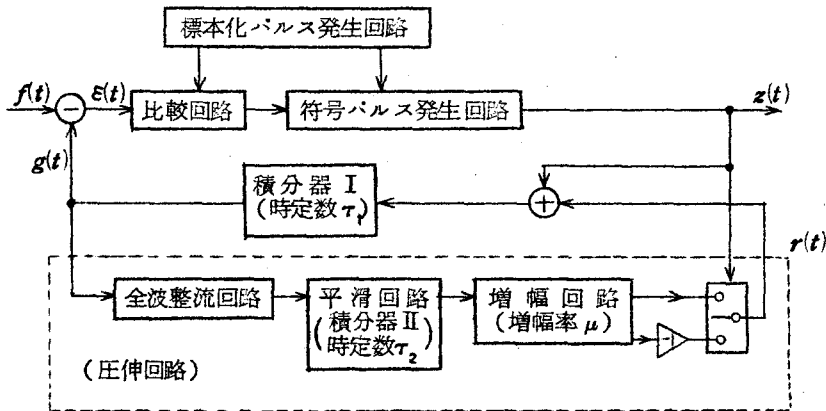 標本化パルス発生回路
f(t)
−
ε(t)
比較回路
符号パルス発生回路
z(t)
g(t)
積分器 I
(時定数 τ₁)
+
r(t)
全波整流回路
平滑回路
(積分器 II
時定数 τ₂)
増幅回路
(増幅率 μ)
-1
(圧伸回路)